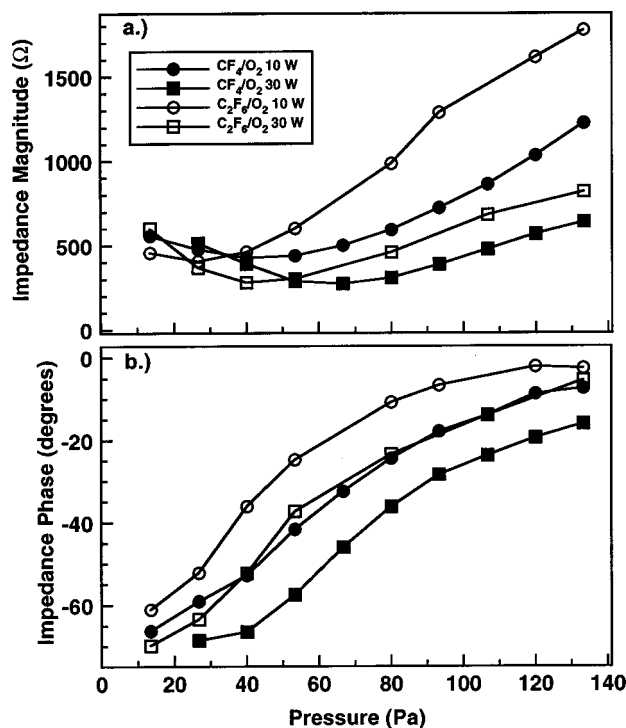 a.)
CF4/O2 10 W
CF4/O2 30 W
C2F6/O2 10 W
C2F6/O2 30 W
Impedance Magnitude (Ω)
1500
1000
500
0
b.)
Impedance Phase (degrees)
0
-20
-40
-60
0 20 40 60 80 100 120 140
Pressure (Pa)